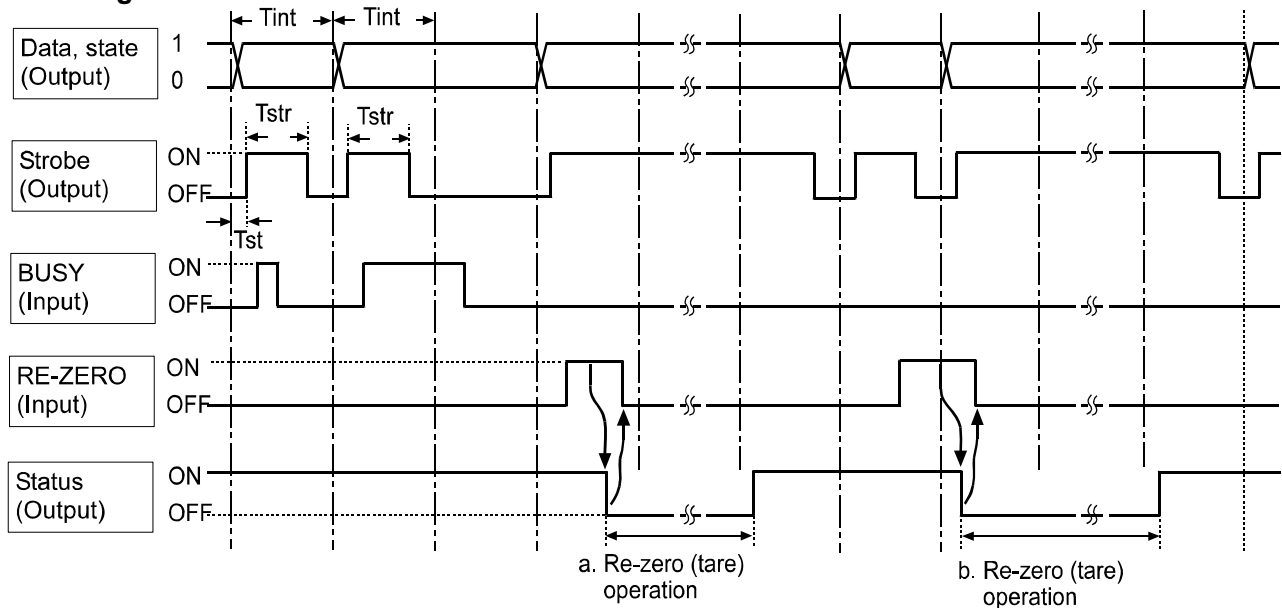 Tint Tint
Data, state
(Output)
1
0
Tstr Tstr
Strobe
(Output)
ON
OFF
Tst
BUSY
(Input)
ON
OFF
RE-ZERO
(Input)
ON
OFF
Status
(Output)
ON
OFF
a. Re-zero (tare)
operation
b. Re-zero (tare)
operation